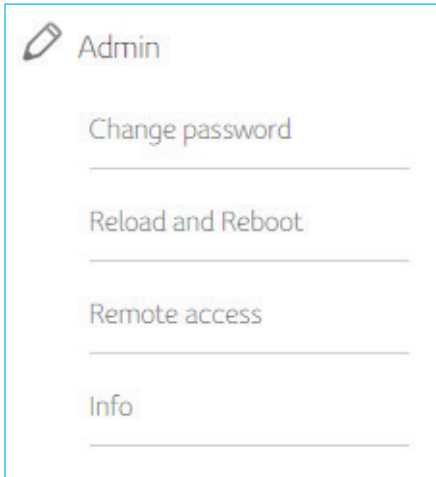 Admin
Change password
Reload and Reboot
Remote access
Info